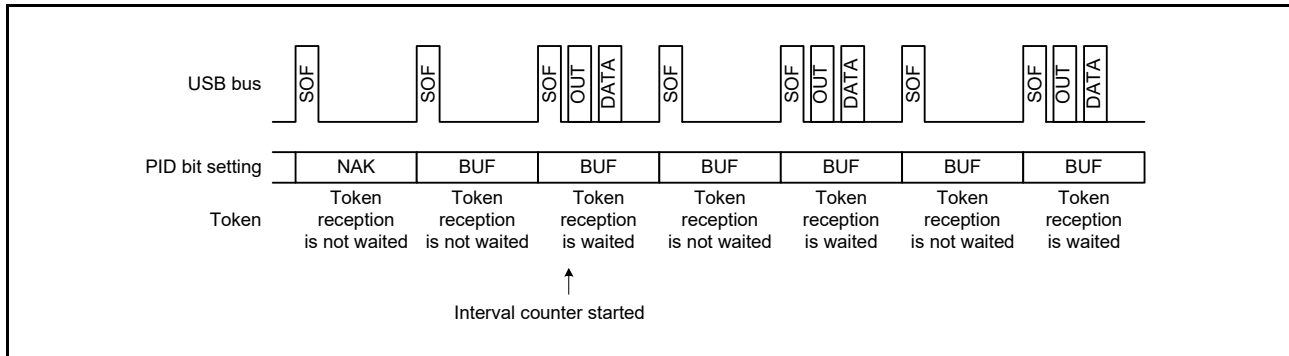 USB bus
SOF SOF SOF OUT DATA SOF SOF OUT DATA SOF SOF OUT DATA
PID bit setting NAK BUF BUF BUF BUF BUF BUF
Token
Token reception is not waited
Token reception is not waited
Token reception is waited
Token reception is not waited
Token reception is waited
Token reception is not waited
Token reception is waited
Interval counter started